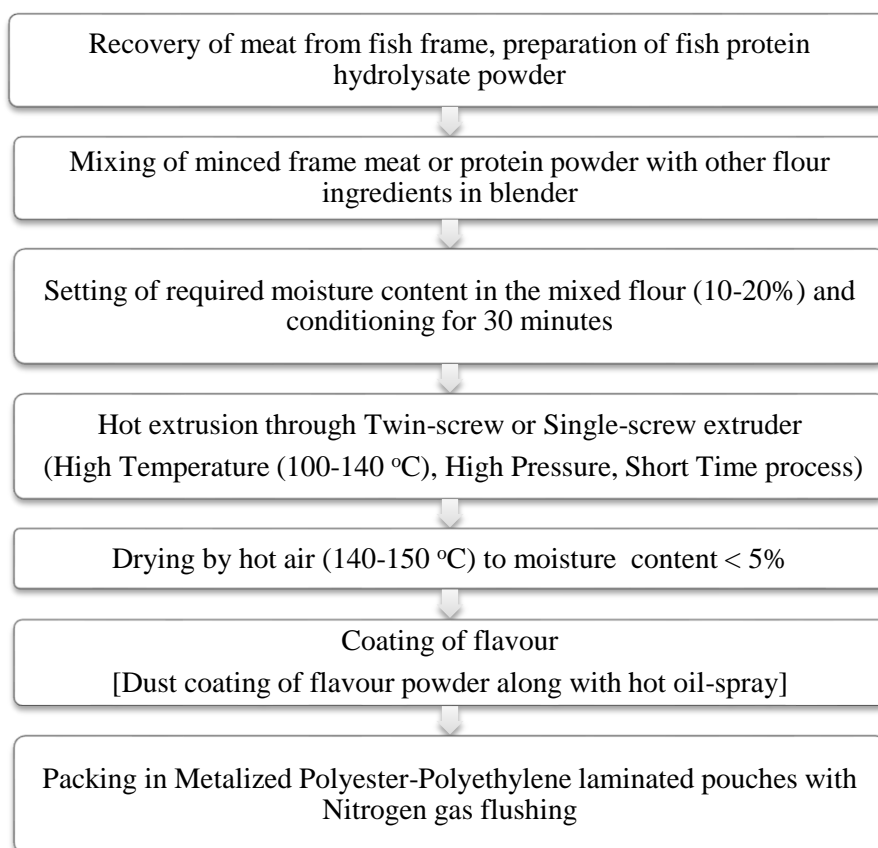 Recovery of meat from fish frame, preparation of fish protein
hydrolysate powder
Mixing of minced frame meat or protein powder with other flour
ingredients in blender
Setting of required moisture content in the mixed flour (10-20%) and
conditioning for 30 minutes
Hot extrusion through Twin-screw or Single-screw extruder
(High Temperature (100-140 °C), High Pressure, Short Time process)
Drying by hot air (140-150 °C) to moisture content < 5%
Coating of flavour
[Dust coating of flavour powder along with hot oil-spray]
Packing in Metalized Polyester-Polyethylene laminated pouches with
Nitrogen gas flushing